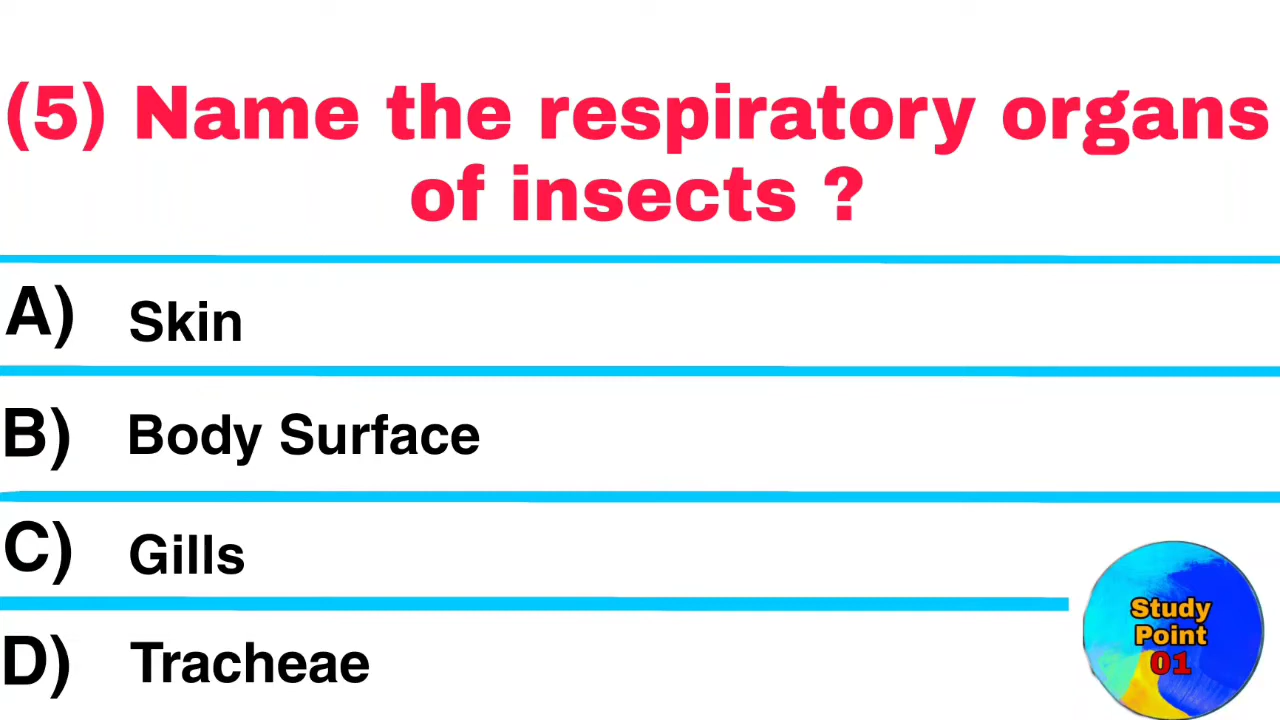 (5) Name the respiratory organs
of insects ?
A) Skin
B) Body Surface
C) Gills
D) Tracheae
Study
Point
01